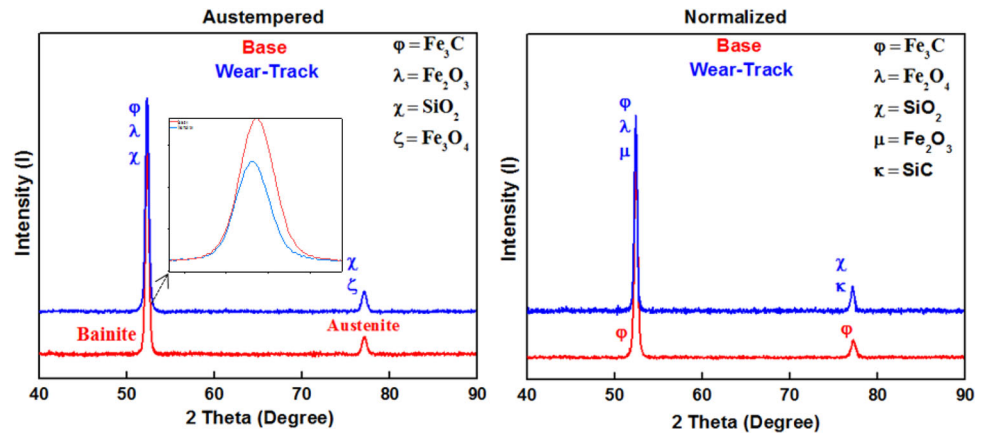 Austempered
Base
Wear-Track
φ = Fe₃C
λ = Fe₂O₃
χ = SiO₂
ζ = Fe₃O₄
φ
λ
χ
χ
ζ
Bainite
Austenite
Intensity (I)
40 50 60 70 80 90
2 Theta (Degree)
Normalized
Base
Wear-Track
φ = Fe₃C
λ = Fe₂O₄
χ = SiO₂
μ = Fe₂O₃
κ = SiC
φ
λ
μ
χ
κ
φ
φ
Intensity (I)
40 50 60 70 80 90
2 Theta (Degree)